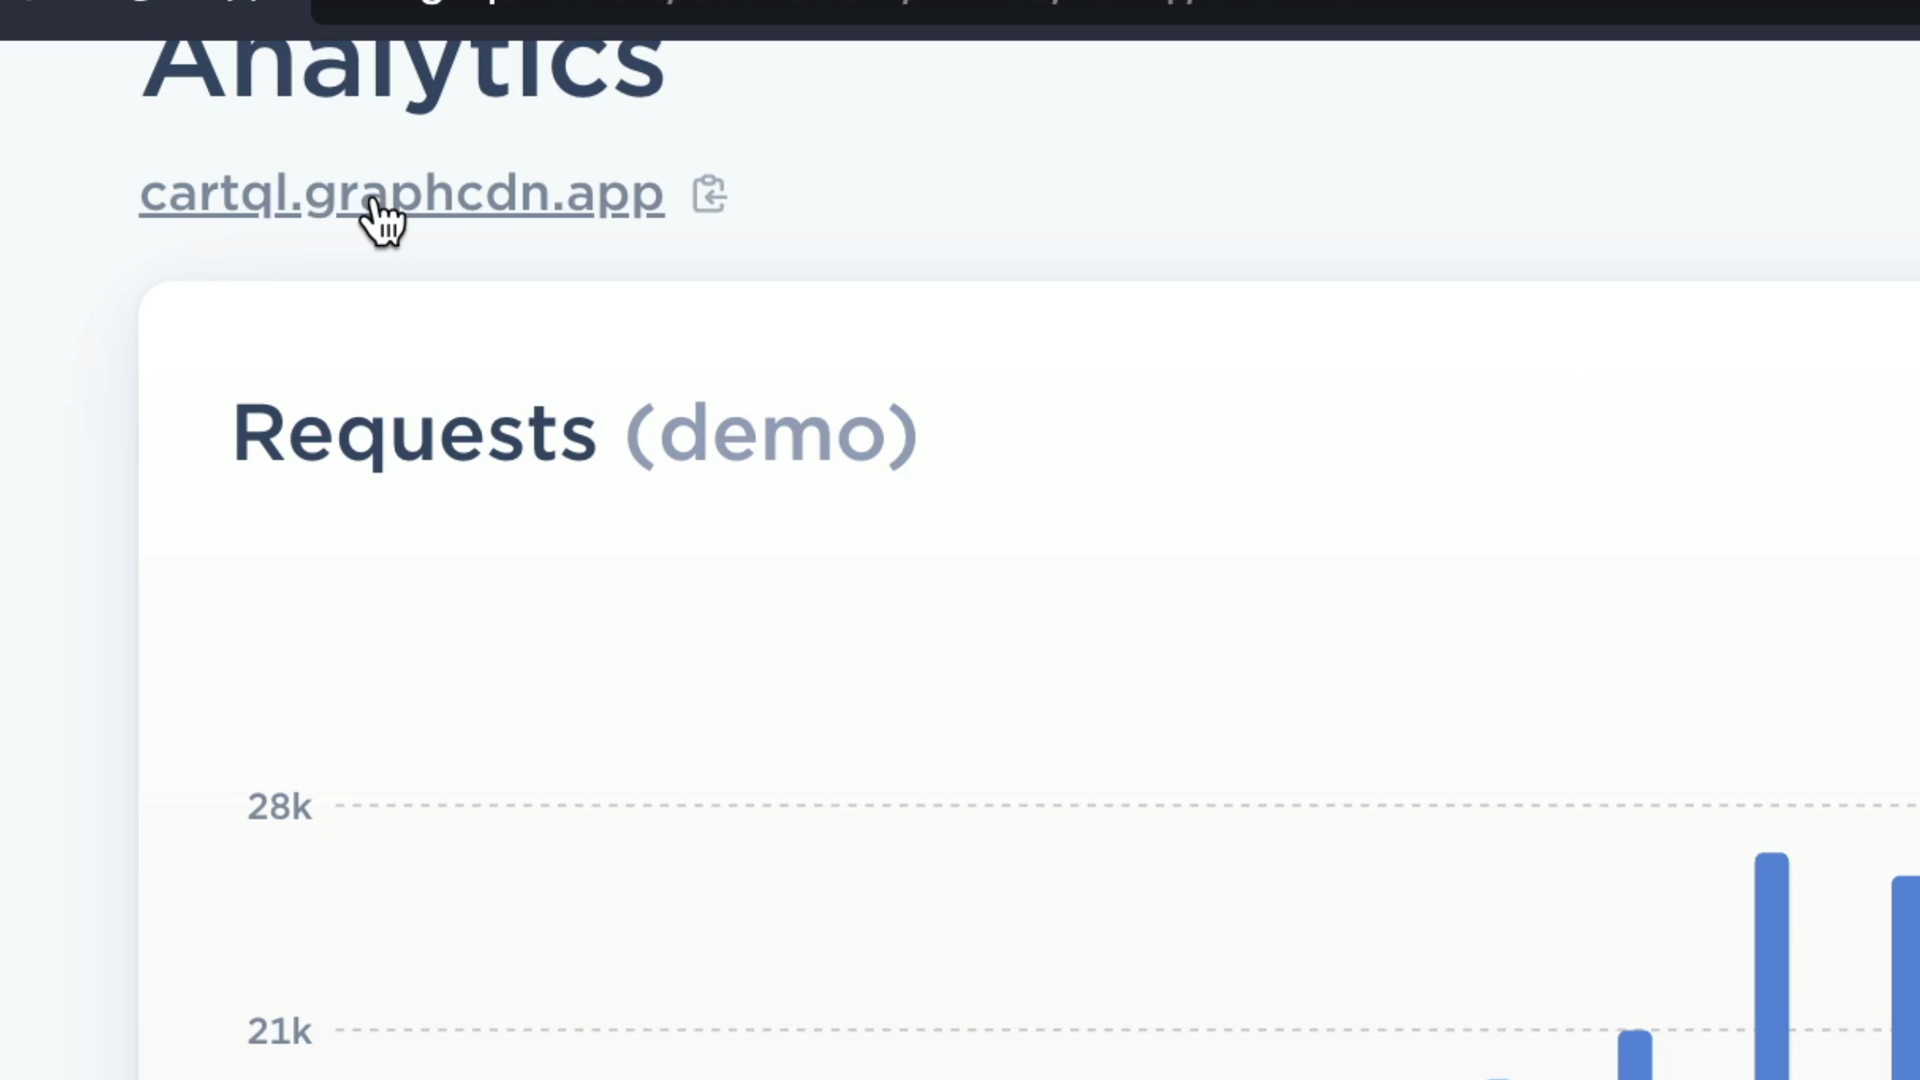 Analytics
cartql.graphcdn.app
Requests (demo)
28k
21k